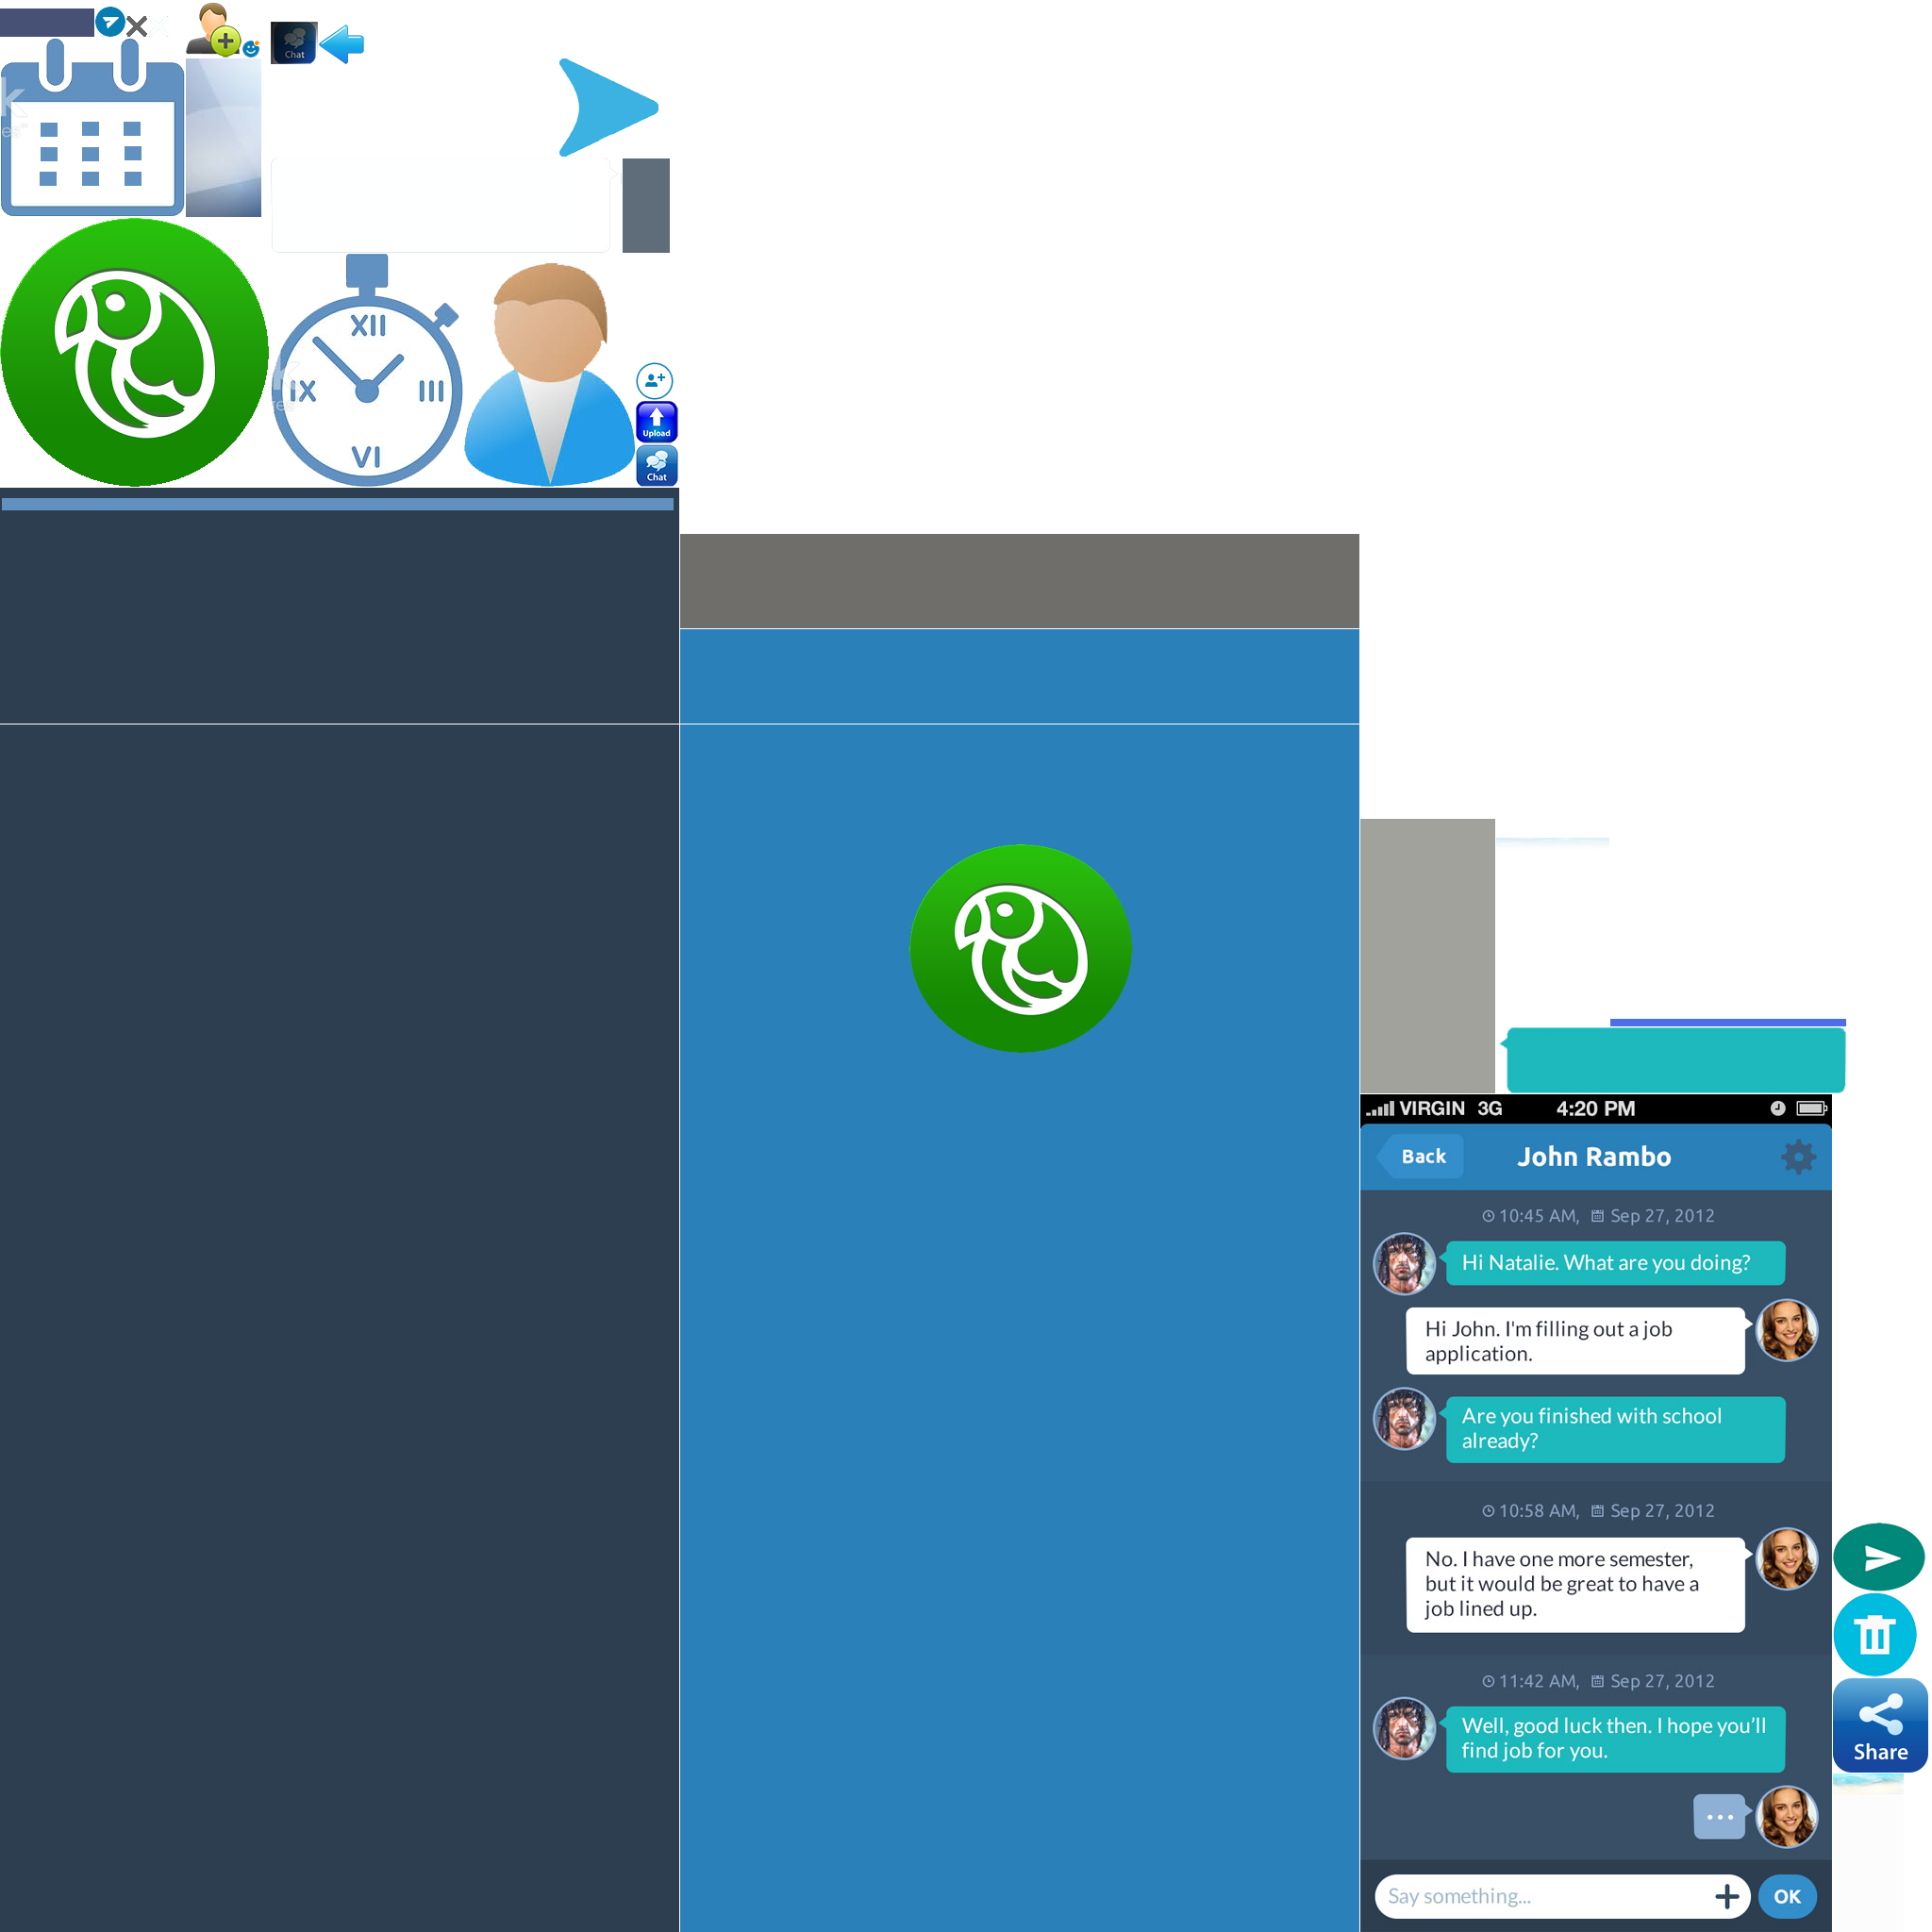 Chat
k
es
XII
IX
III
VI
k
res
Upload
Chat
VIRGIN 3G 4:20 PM
Back John Rambo
10:45 AM, Sep 27, 2012
Hi Natalie. What are you doing?
Hi John. I'm filling out a job
application.
Are you finished with school
already?
10:58 AM, Sep 27, 2012
No. I have one more semester,
but it would be great to have a
job lined up.
11:42 AM, Sep 27, 2012
Well, good luck then. I hope you’ll
find job for you.
...
Say something... OK
Share